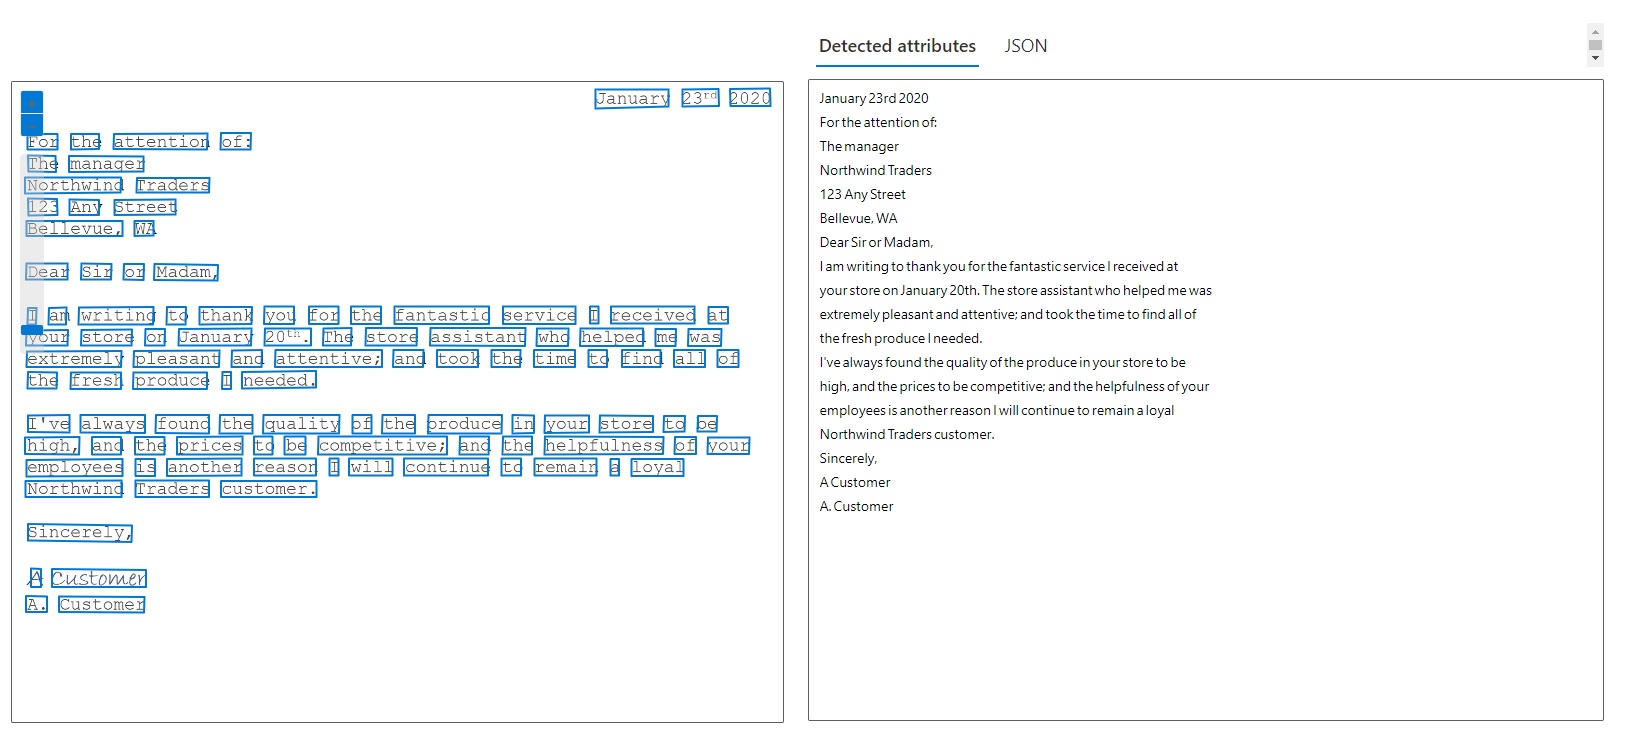 Detected attributes JSON
January 23rd 2020
For the attention of:
The manager
Northwind Traders
123 Any Street
Bellevue, WA
Dear Sir or Madam,
I am writing to thank you for the fantastic service I received at
your store on January 20th. The store assistant who helped me was
extremely pleasant and attentive; and took the time to find all of
the fresh produce I needed.
I've always found the quality of the produce in your store to be
high, and the prices to be competitive; and the helpfulness of your
employees is another reason I will continue to remain a loyal
Northwind Traders customer.
Sincerely,
A Customer
A. Customer
January 23rd 2020
For the attention of:
The manager
Northwind Traders
123 Any Street
Bellevue, WA
Dear Sir or Madam,
I am writing to thank you for the fantastic service I received at
your store on January 20th. The store assistant who helped me was
extremely pleasant and attentive; and took the time to find all of
the fresh produce I needed.
I've always found the quality of the produce in your store to be
high, and the prices to be competitive; and the helpfulness of your
employees is another reason I will continue to remain a loyal
Northwind Traders customer.
Sincerely,
A Customer
A. Customer